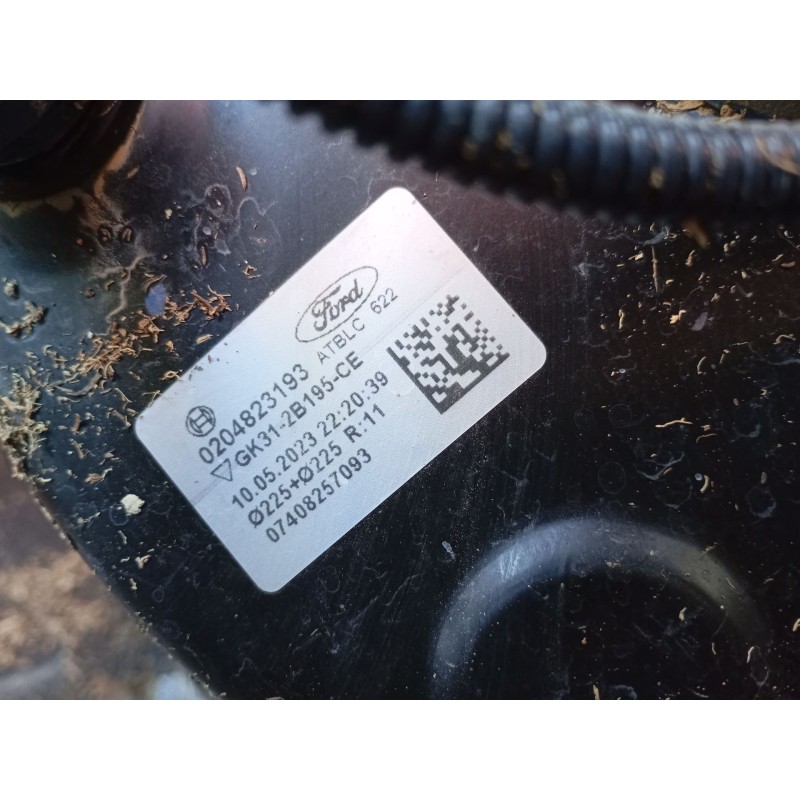 Ford
ATBLC 622
0204823193
GK31-2B195-CE
10.05.2023 22:20:39
Ø225+Ø225 R:11
07408257093